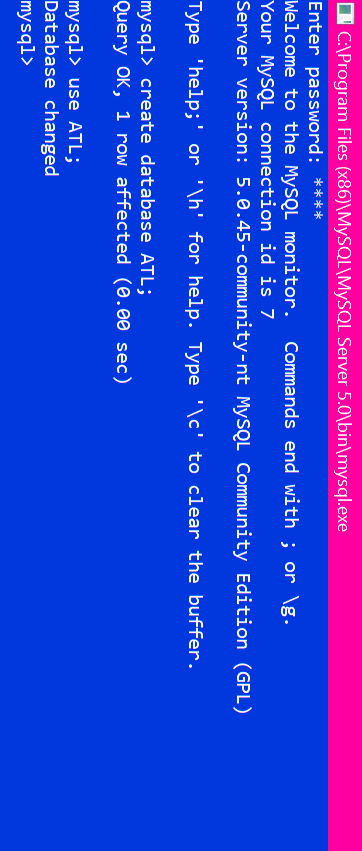 C:\Program Files (x86)\MySQL\MySQL Server 5.0\bin\mysql.exe
Enter password: ****
Welcome to the MySQL monitor.  Commands end with ; or \g.
Your MySQL connection id is 7
Server version: 5.0.45-community-nt MySQL Community Edition (GPL)
Type 'help;' or '\h' for help. Type '\c' to clear the buffer.
mysql> create database ATL;
Query OK, 1 row affected (0.00 sec)
mysql> use ATL;
Database changed
mysql>